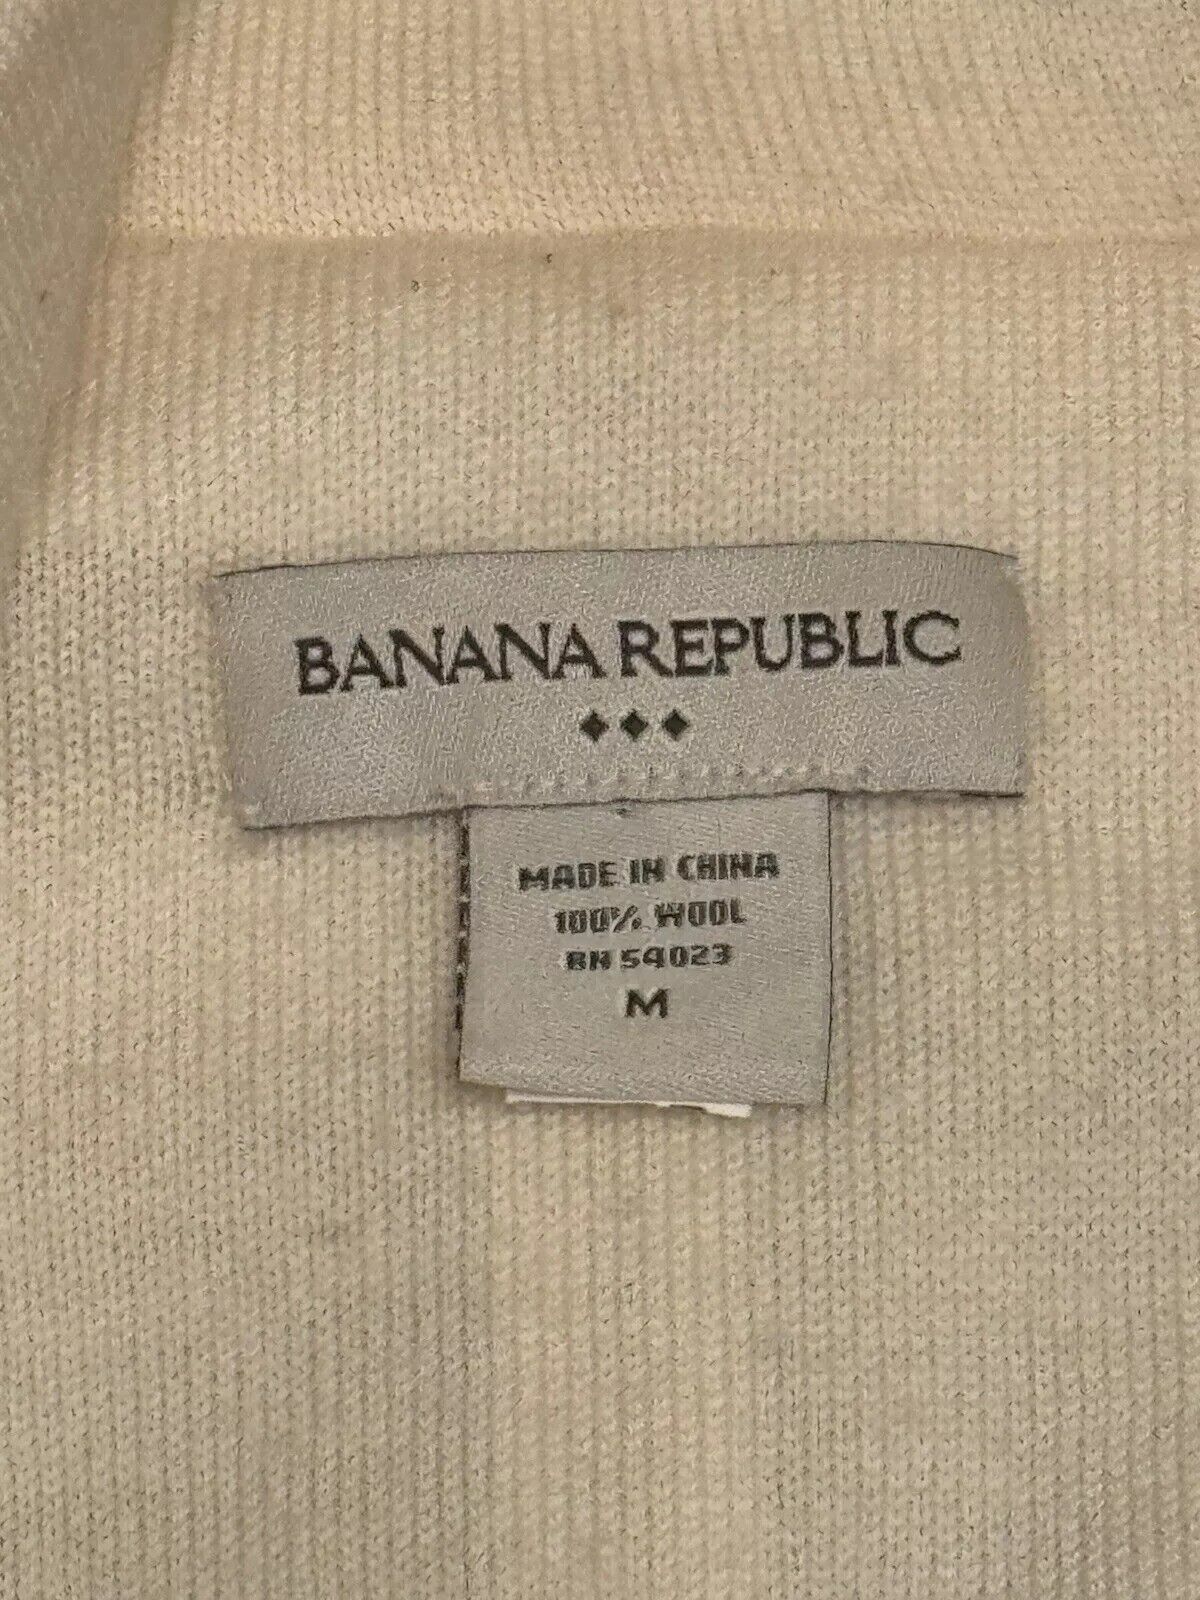 BANANA REPUBLIC
MADE IN CHINA
100% WOOL
RN 54023
M